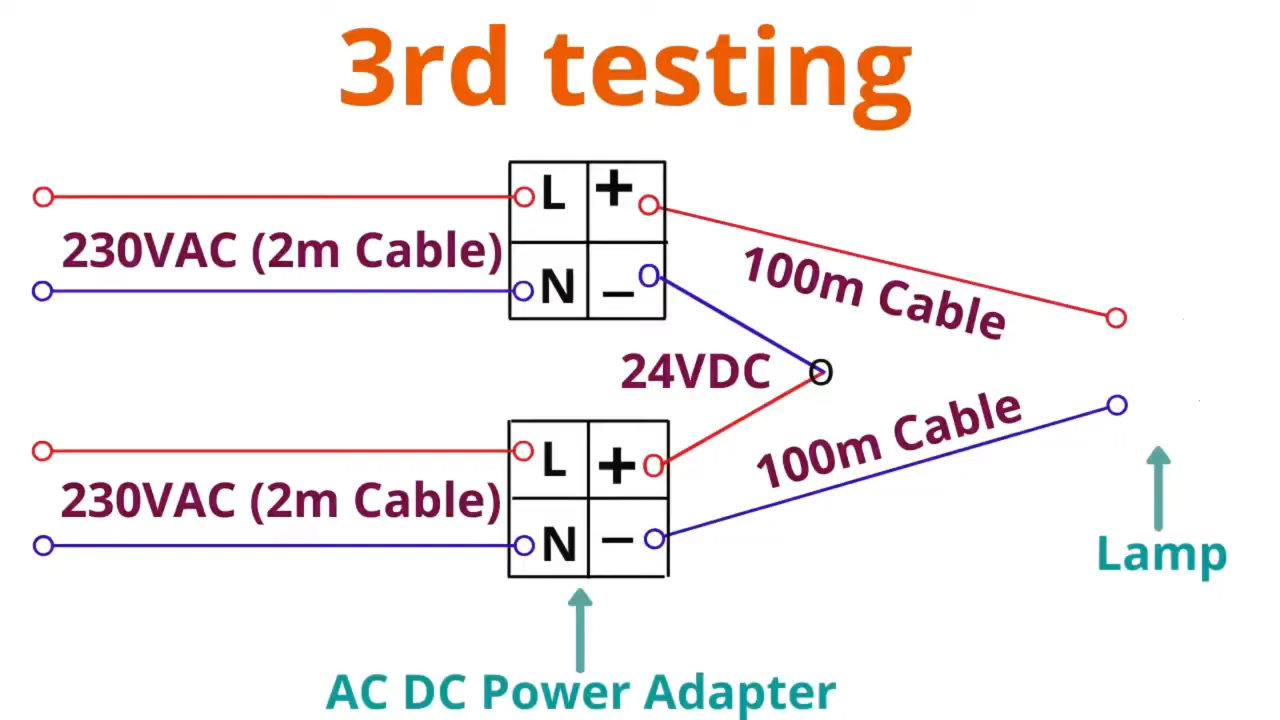 3rd testing
L +
230VAC (2m Cable)
N –
100m Cable
24VDC
L +
230VAC (2m Cable)
N –
100m Cable
Lamp
AC DC Power Adapter